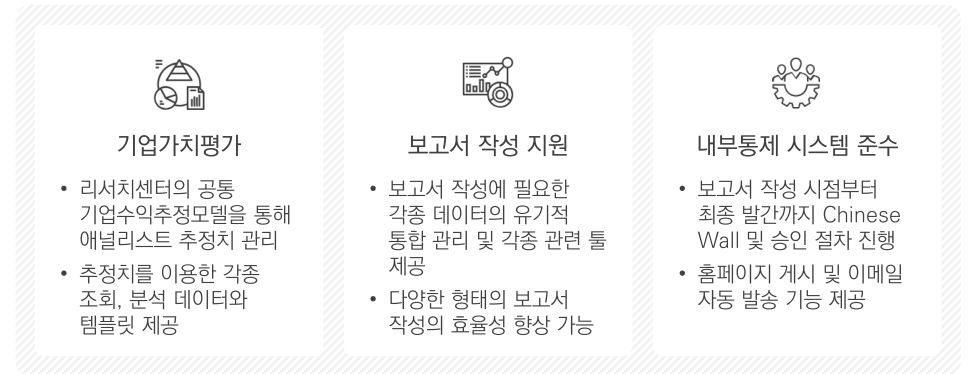 기업가치평가
• 리서치센터의 공통
기업수익추정모델을 통해
애널리스트 추정치 관리
• 추정치를 이용한 각종
조회, 분석 데이터와
템플릿 제공
보고서 작성 지원
• 보고서 작성에 필요한
각종 데이터의 유기적
통합 관리 및 각종 관련 툴
제공
• 다양한 형태의 보고서
작성의 효율성 향상 가능
내부통제 시스템 준수
• 보고서 작성 시점부터
최종 발간까지 Chinese
Wall 및 승인 절차 진행
• 홈페이지 게시 및 이메일
자동 발송 기능 제공